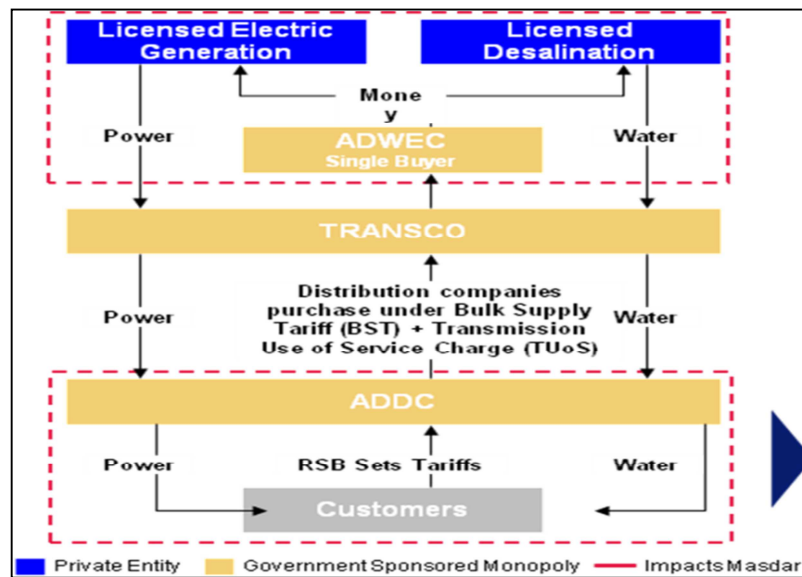 Licensed Electric
Generation
Licensed
Desalination
Mone
y
Power
Water
ADWEC
Single Buyer
TRANSCO
Distribution companies
purchase under Bulk Supply
Tariff (BST) + Transmission
Use of Service Charge (TUoS)
Power
Water
ADDC
Power
RSB Sets Tariffs
Water
Customers
Private Entity
Government Sponsored Monopoly
Impacts Masdar